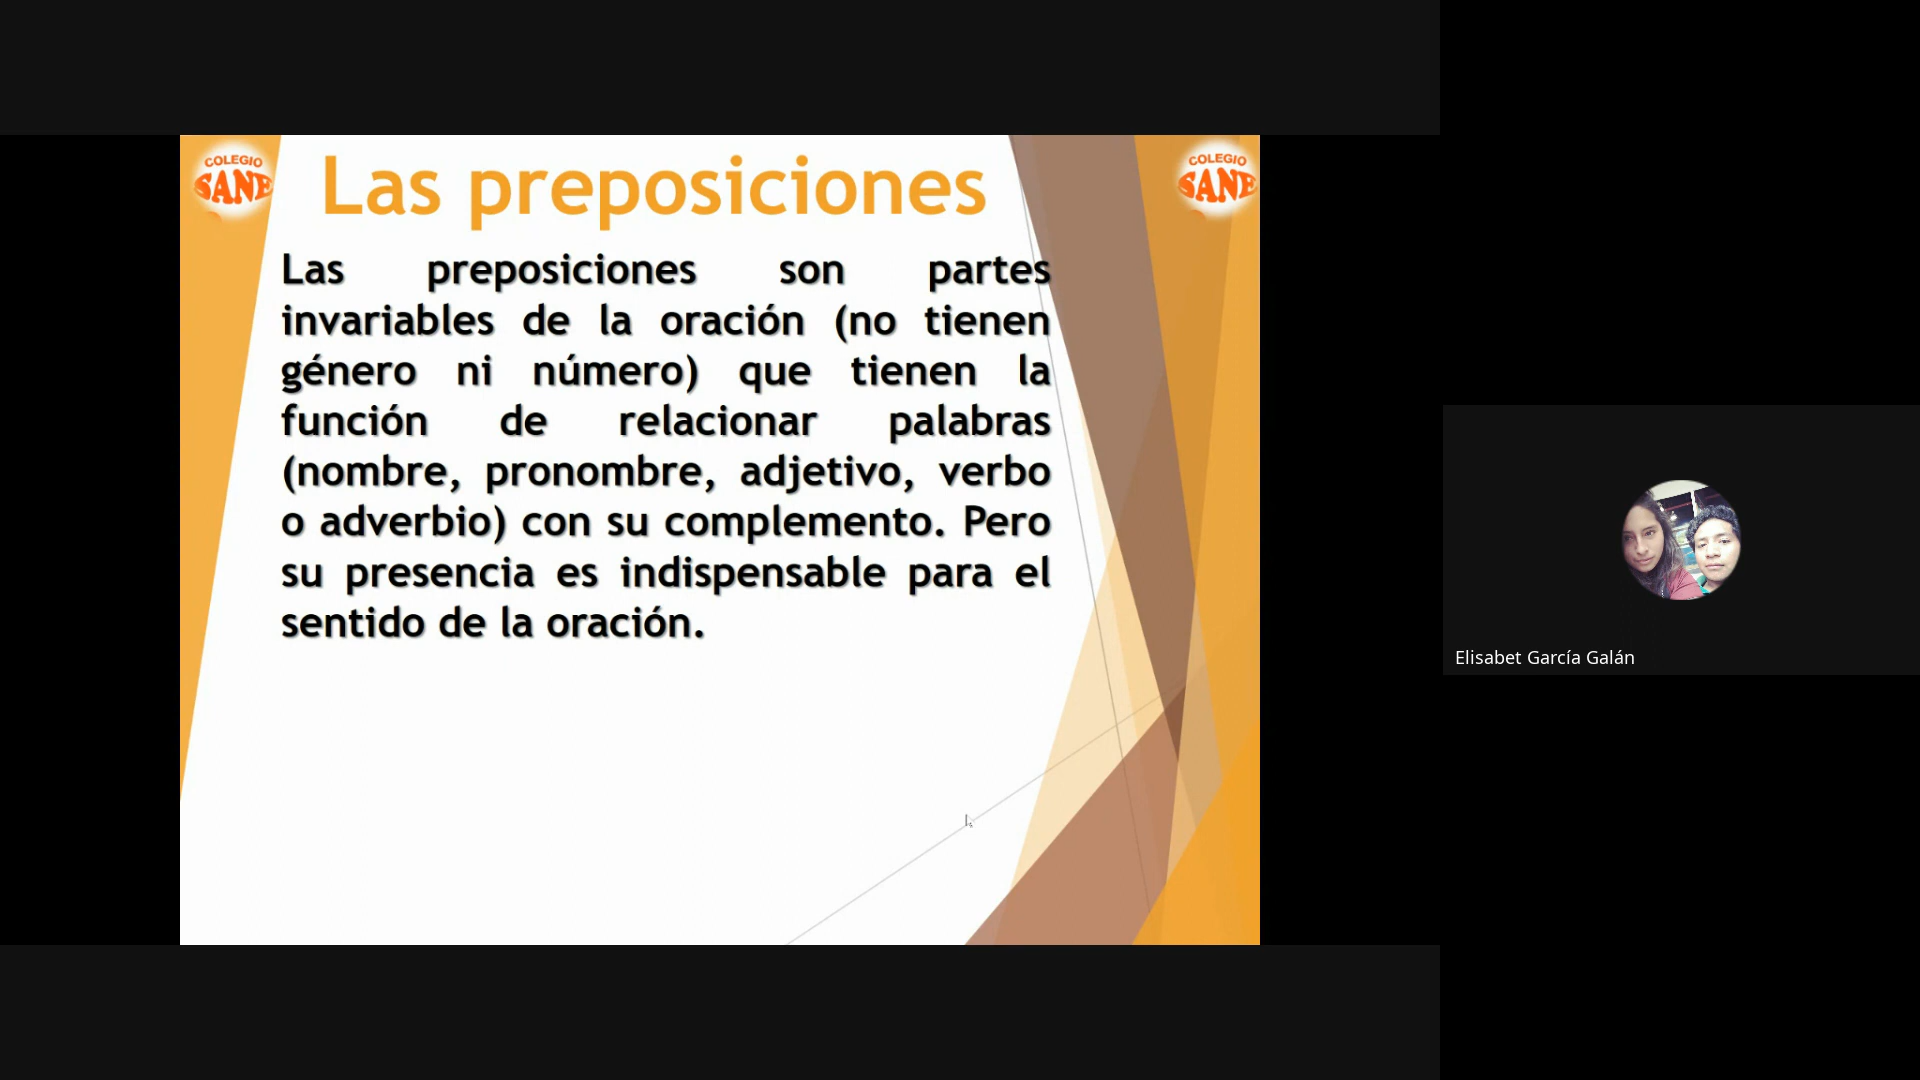 COLEGIO
SANE
Las preposiciones
COLEGIO
SANE
Las preposiciones son partes
invariables de la oración (no tienen
género ni número) que tienen la
función de relacionar palabras
(nombre, pronombre, adjetivo, verbo
o adverbio) con su complemento. Pero
su presencia es indispensable para el
sentido de la oración.
Elisabet García Galán